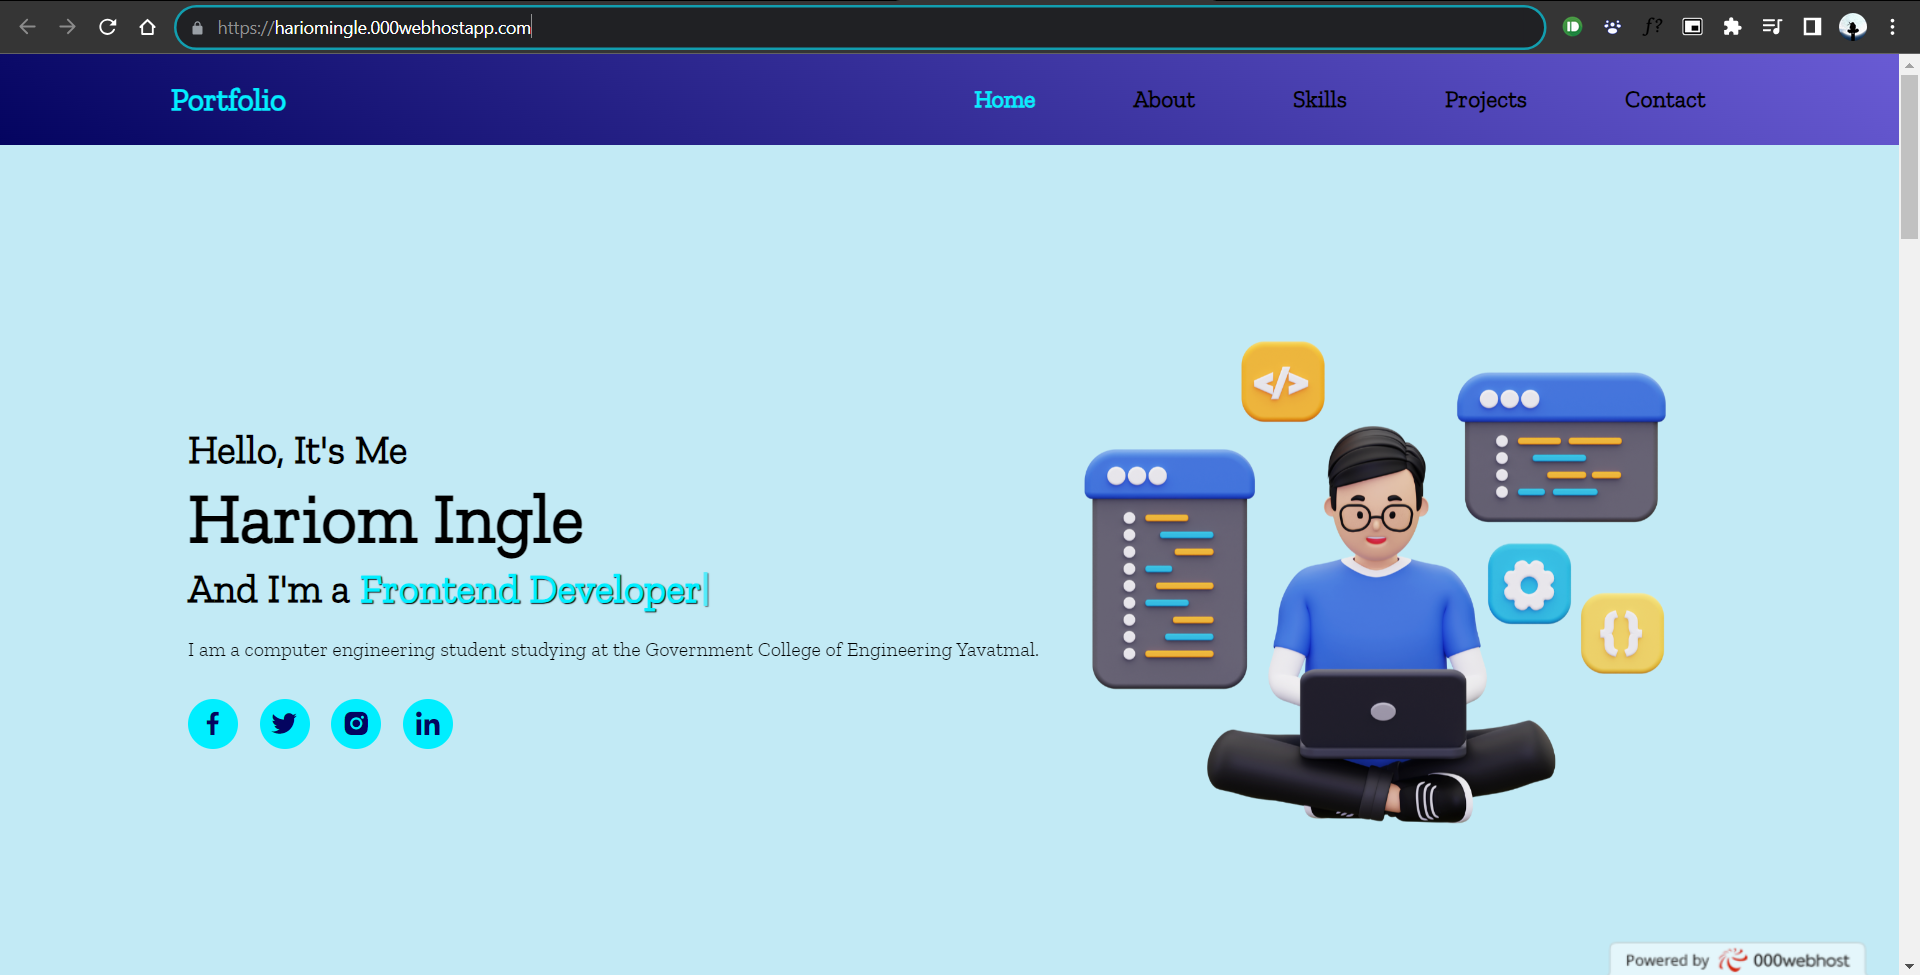 https://hariomingle.000webhostapp.com
Portfolio
Home About Skills Projects Contact
Hello, It's Me
Hariom Ingle
And I'm a Frontend Developer|
I am a computer engineering student studying at the Government College of Engineering Yavatmal.
Powered by 000webhost